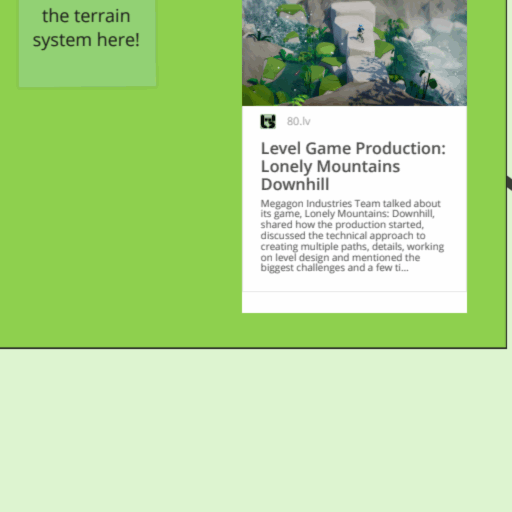 the terrain
system here!
80.lv
Level Game Production:
Lonely Mountains
Downhill
Megagon Industries Team talked about
its game, Lonely Mountains: Downhill,
shared how the production started,
discussed the technical approach to
creating multiple paths, details, working
on level design and mentioned the
biggest challenges and a few ti...